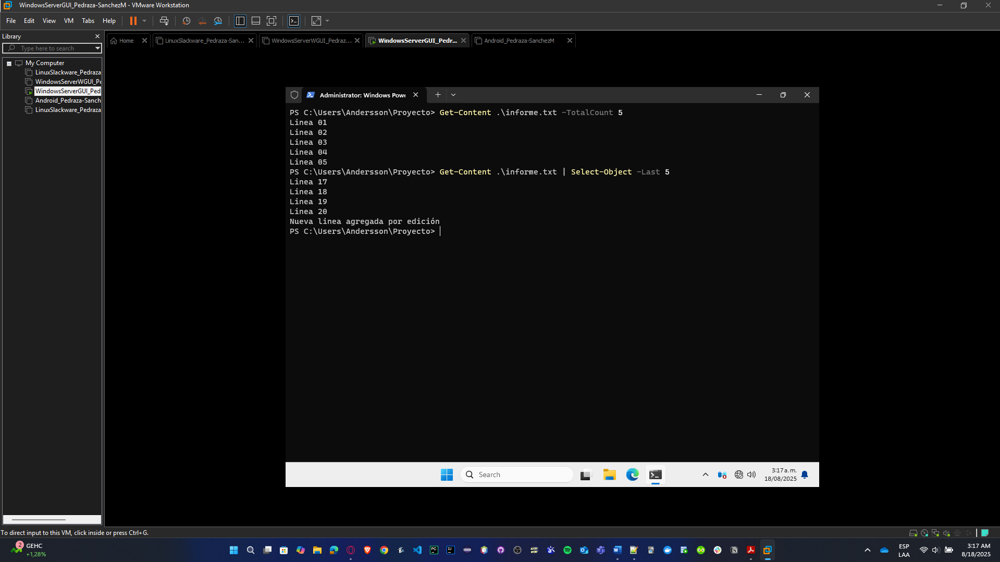 WindowsServerGUI_Pedraza-SanchezM - VMware Workstation
File Edit View VM Tabs Help
Library
Type here to search
My Computer
LinuxSlackware_Pedraza
WindowsServerWGUI_Pe
WindowsServerGUI_Ped
Android_Pedraza-Sanch
LinuxSlackware_Pedraza
Home
LinuxSlackware_Pedraza-San...
WindowsServerWGUI_Pedraz...
WindowsServerGUI_Pedr...
Android_Pedraza-SanchezM
Administrator: Windows Powe
PS C:\Users\Andersson\Proyecto> Get-Content .\informe.txt -TotalCount 5
Linea 01
Linea 02
Linea 03
Linea 04
Linea 05
PS C:\Users\Andersson\Proyecto> Get-Content .\informe.txt | Select-Object -Last 5
Linea 17
Linea 18
Linea 19
Linea 20
Nueva linea agregada por edición
PS C:\Users\Andersson\Proyecto>
Search
3:17 a. m.
18/08/2025
To direct input to this VM, click inside or press Ctrl+G.
2
GEHC
+1,28%
PC
IJ
ESP
LAA
3:17 AM
8/18/2025